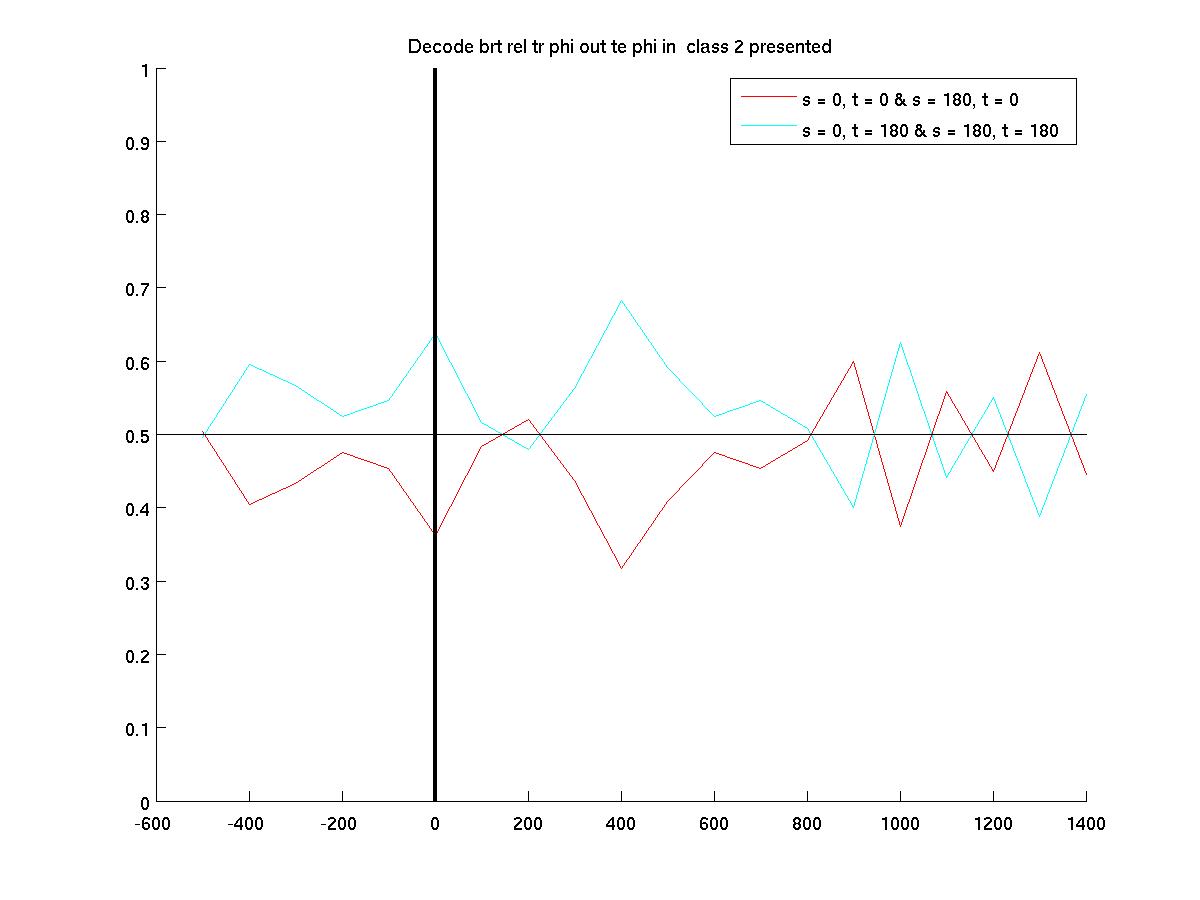 Decode brt rel tr phi out te phi in  class 2 presented
s = 0, t = 0 & s = 180, t = 0
s = 0, t = 180 & s = 180, t = 180
1
0.9
0.8
0.7
0.6
0.5
0.4
0.3
0.2
0.1
0
-600 -400 -200 0 200 400 600 800 1000 1200 1400